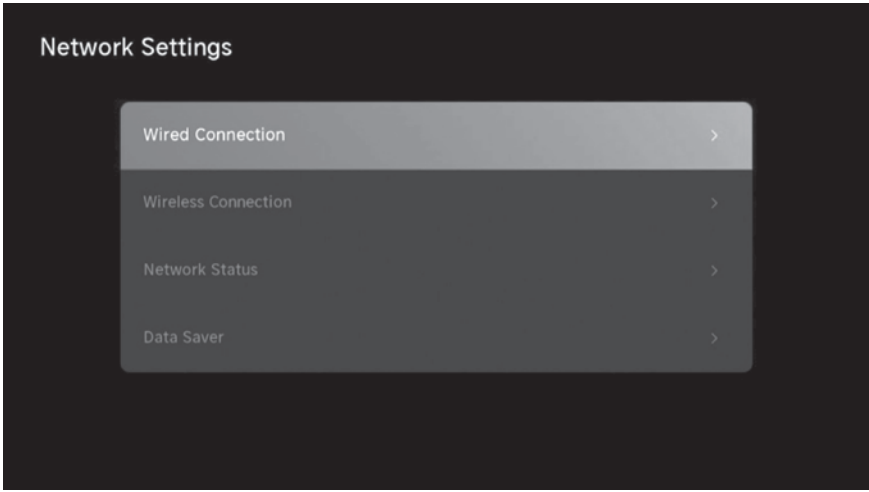 Network Settings
Wired Connection
Wireless Connection
Network Status
Data Saver